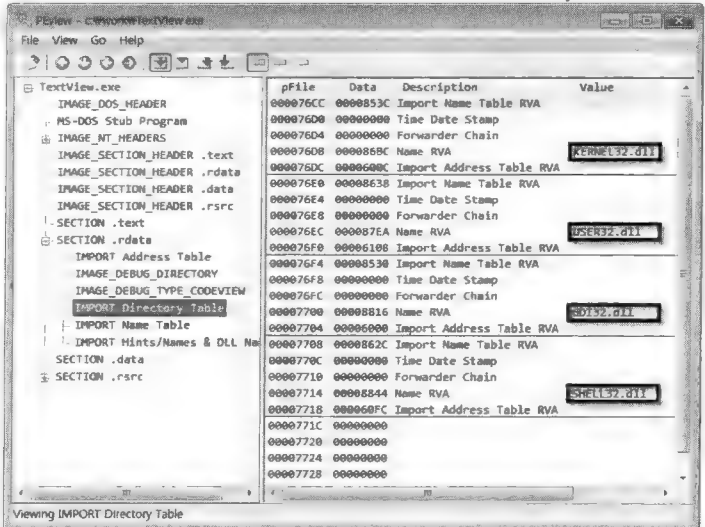 PEview - c:\work\TextView.exe
File View Go Help
TextView.exe
IMAGE_DOS_HEADER
MS-DOS Stub Program
IMAGE_NT_HEADERS
IMAGE_SECTION_HEADER .text
IMAGE_SECTION_HEADER .rdata
IMAGE_SECTION_HEADER .data
IMAGE_SECTION_HEADER .rsrc
SECTION .text
SECTION .rdata
IMPORT Address Table
IMAGE_DEBUG_DIRECTORY
IMAGE_DEBUG_TYPE_CODEVIEW
IMPORT Directory Table
IMPORT Name Table
IMPORT Hints/Names & DLL Na
SECTION .data
SECTION .rsrc
pFile Data Description Value
000076CC 0000853C Import Name Table RVA
000076D0 00000000 Time Date Stamp
000076D4 00000000 Forwarder Chain
000076D8 0000869C Name RVA KERNEL32.dll
000076DC 0000600C Import Address Table RVA
000076E0 00008638 Import Name Table RVA
000076E4 00000000 Time Date Stamp
000076E8 00000000 Forwarder Chain
000076EC 000087EA Name RVA USER32.dll
000076F0 00006108 Import Address Table RVA
000076F4 00008530 Import Name Table RVA
000076F8 00000000 Time Date Stamp
000076FC 00000000 Forwarder Chain
00007700 00008816 Name RVA GDI32.dll
00007704 00006000 Import Address Table RVA
00007708 0000862C Import Name Table RVA
0000770C 00000000 Time Date Stamp
00007710 00000000 Forwarder Chain
00007714 00008844 Name RVA SHELL32.dll
00007718 000060FC Import Address Table RVA
0000771C 00000000
00007720 00000000
00007724 00000000
00007728 00000000
Viewing IMPORT Directory Table